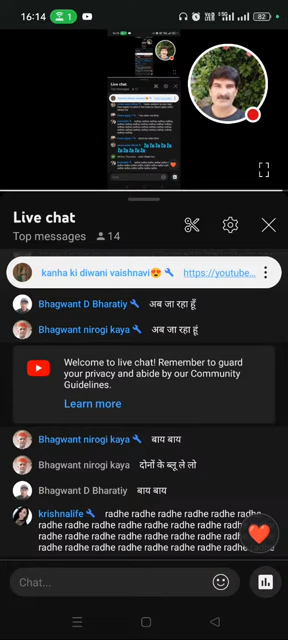 16:14
1
82
Live chat
Top messages 14
kanha ki diwani vaishnavi😍 https://youtube...
Bhagwant D Bharatiy अब जा रहा हूँ
Bhagwant nirogi kaya अब जा रहा हूं
Welcome to live chat! Remember to guard
your privacy and abide by our Community
Guidelines.
Learn more
Bhagwant nirogi kaya बाय बाय
Bhagwant nirogi kaya दोनों के ब्लू ले लो
Bhagwant D Bharatiy बाय बाय
krishnalife radhe radhe radhe radhe radhe
radhe radhe radhe radhe radhe radhe radhe
radhe radhe radhe radhe radhe radhe
radhe radhe radhe radhe radhe radhe radhe
Chat...